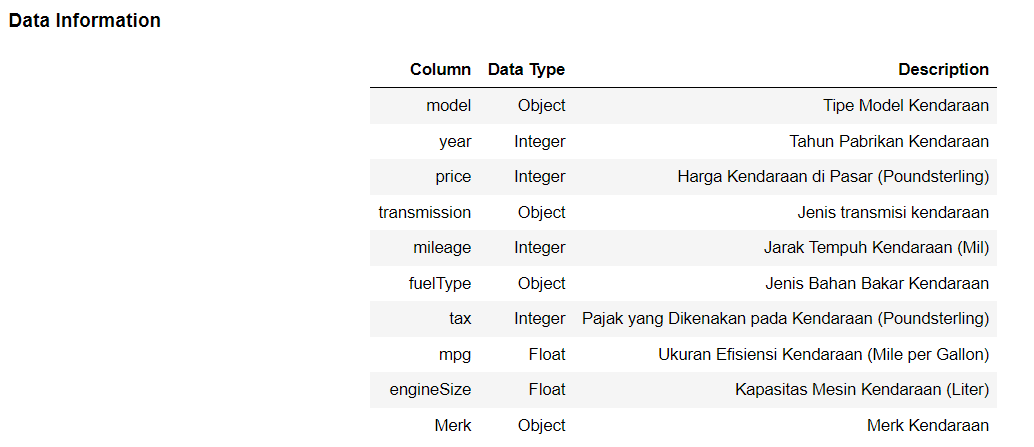 Data Information
Column Data Type Description
model Object Tipe Model Kendaraan
year Integer Tahun Pabrikan Kendaraan
price Integer Harga Kendaraan di Pasar (Poundsterling)
transmission Object Jenis transmisi kendaraan
mileage Integer Jarak Tempuh Kendaraan (Mil)
fuelType Object Jenis Bahan Bakar Kendaraan
tax Integer Pajak yang Dikenakan pada Kendaraan (Poundsterling)
mpg Float Ukuran Efisiensi Kendaraan (Mile per Gallon)
engineSize Float Kapasitas Mesin Kendaraan (Liter)
Merk Object Merk Kendaraan